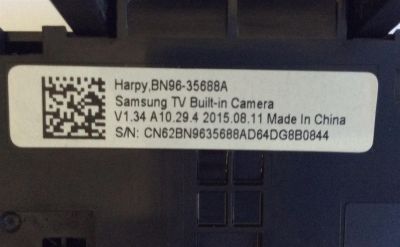 Harpy,BN96-35688A
Samsung TV Built-in Camera
V1.34 A10.29.4 2015.08.11 Made In China
S/N: CN62BN9635688AD64DG8B0844